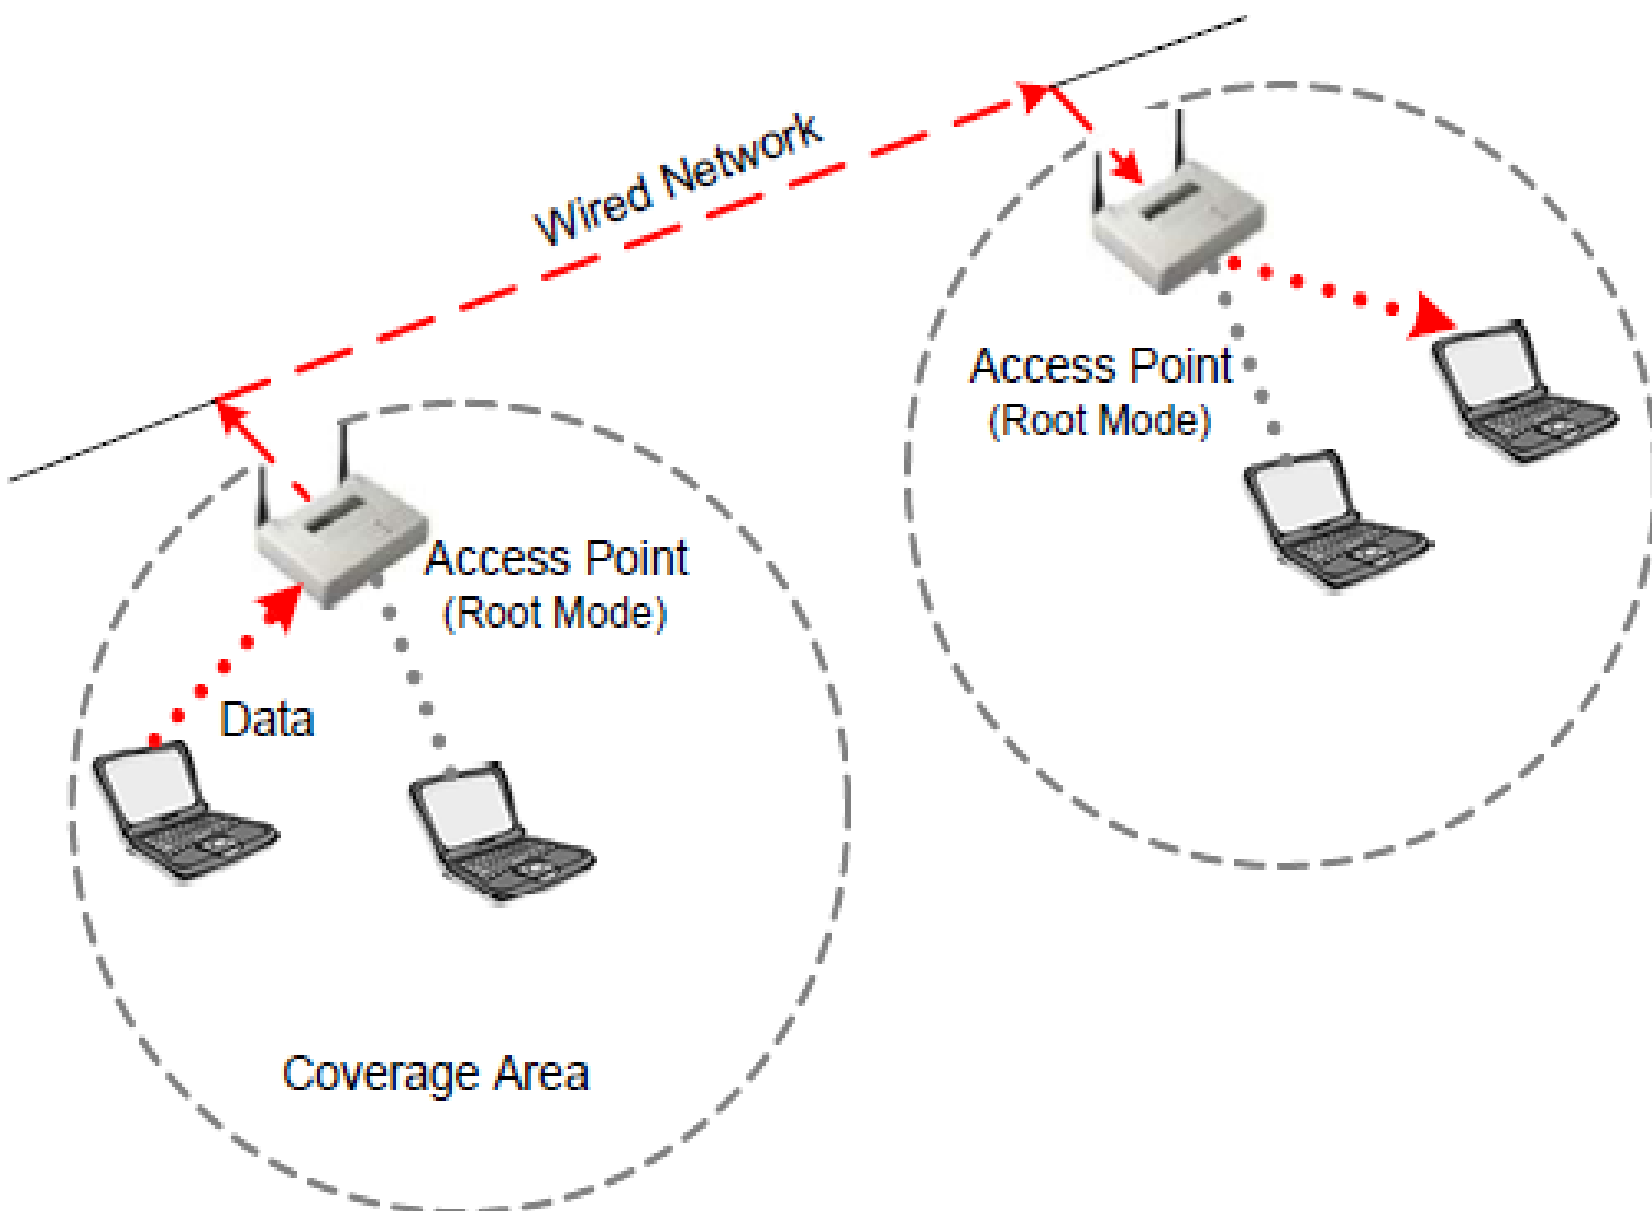 Wired Network
Access Point
(Root Mode)
Access Point
(Root Mode)
Data
Coverage Area